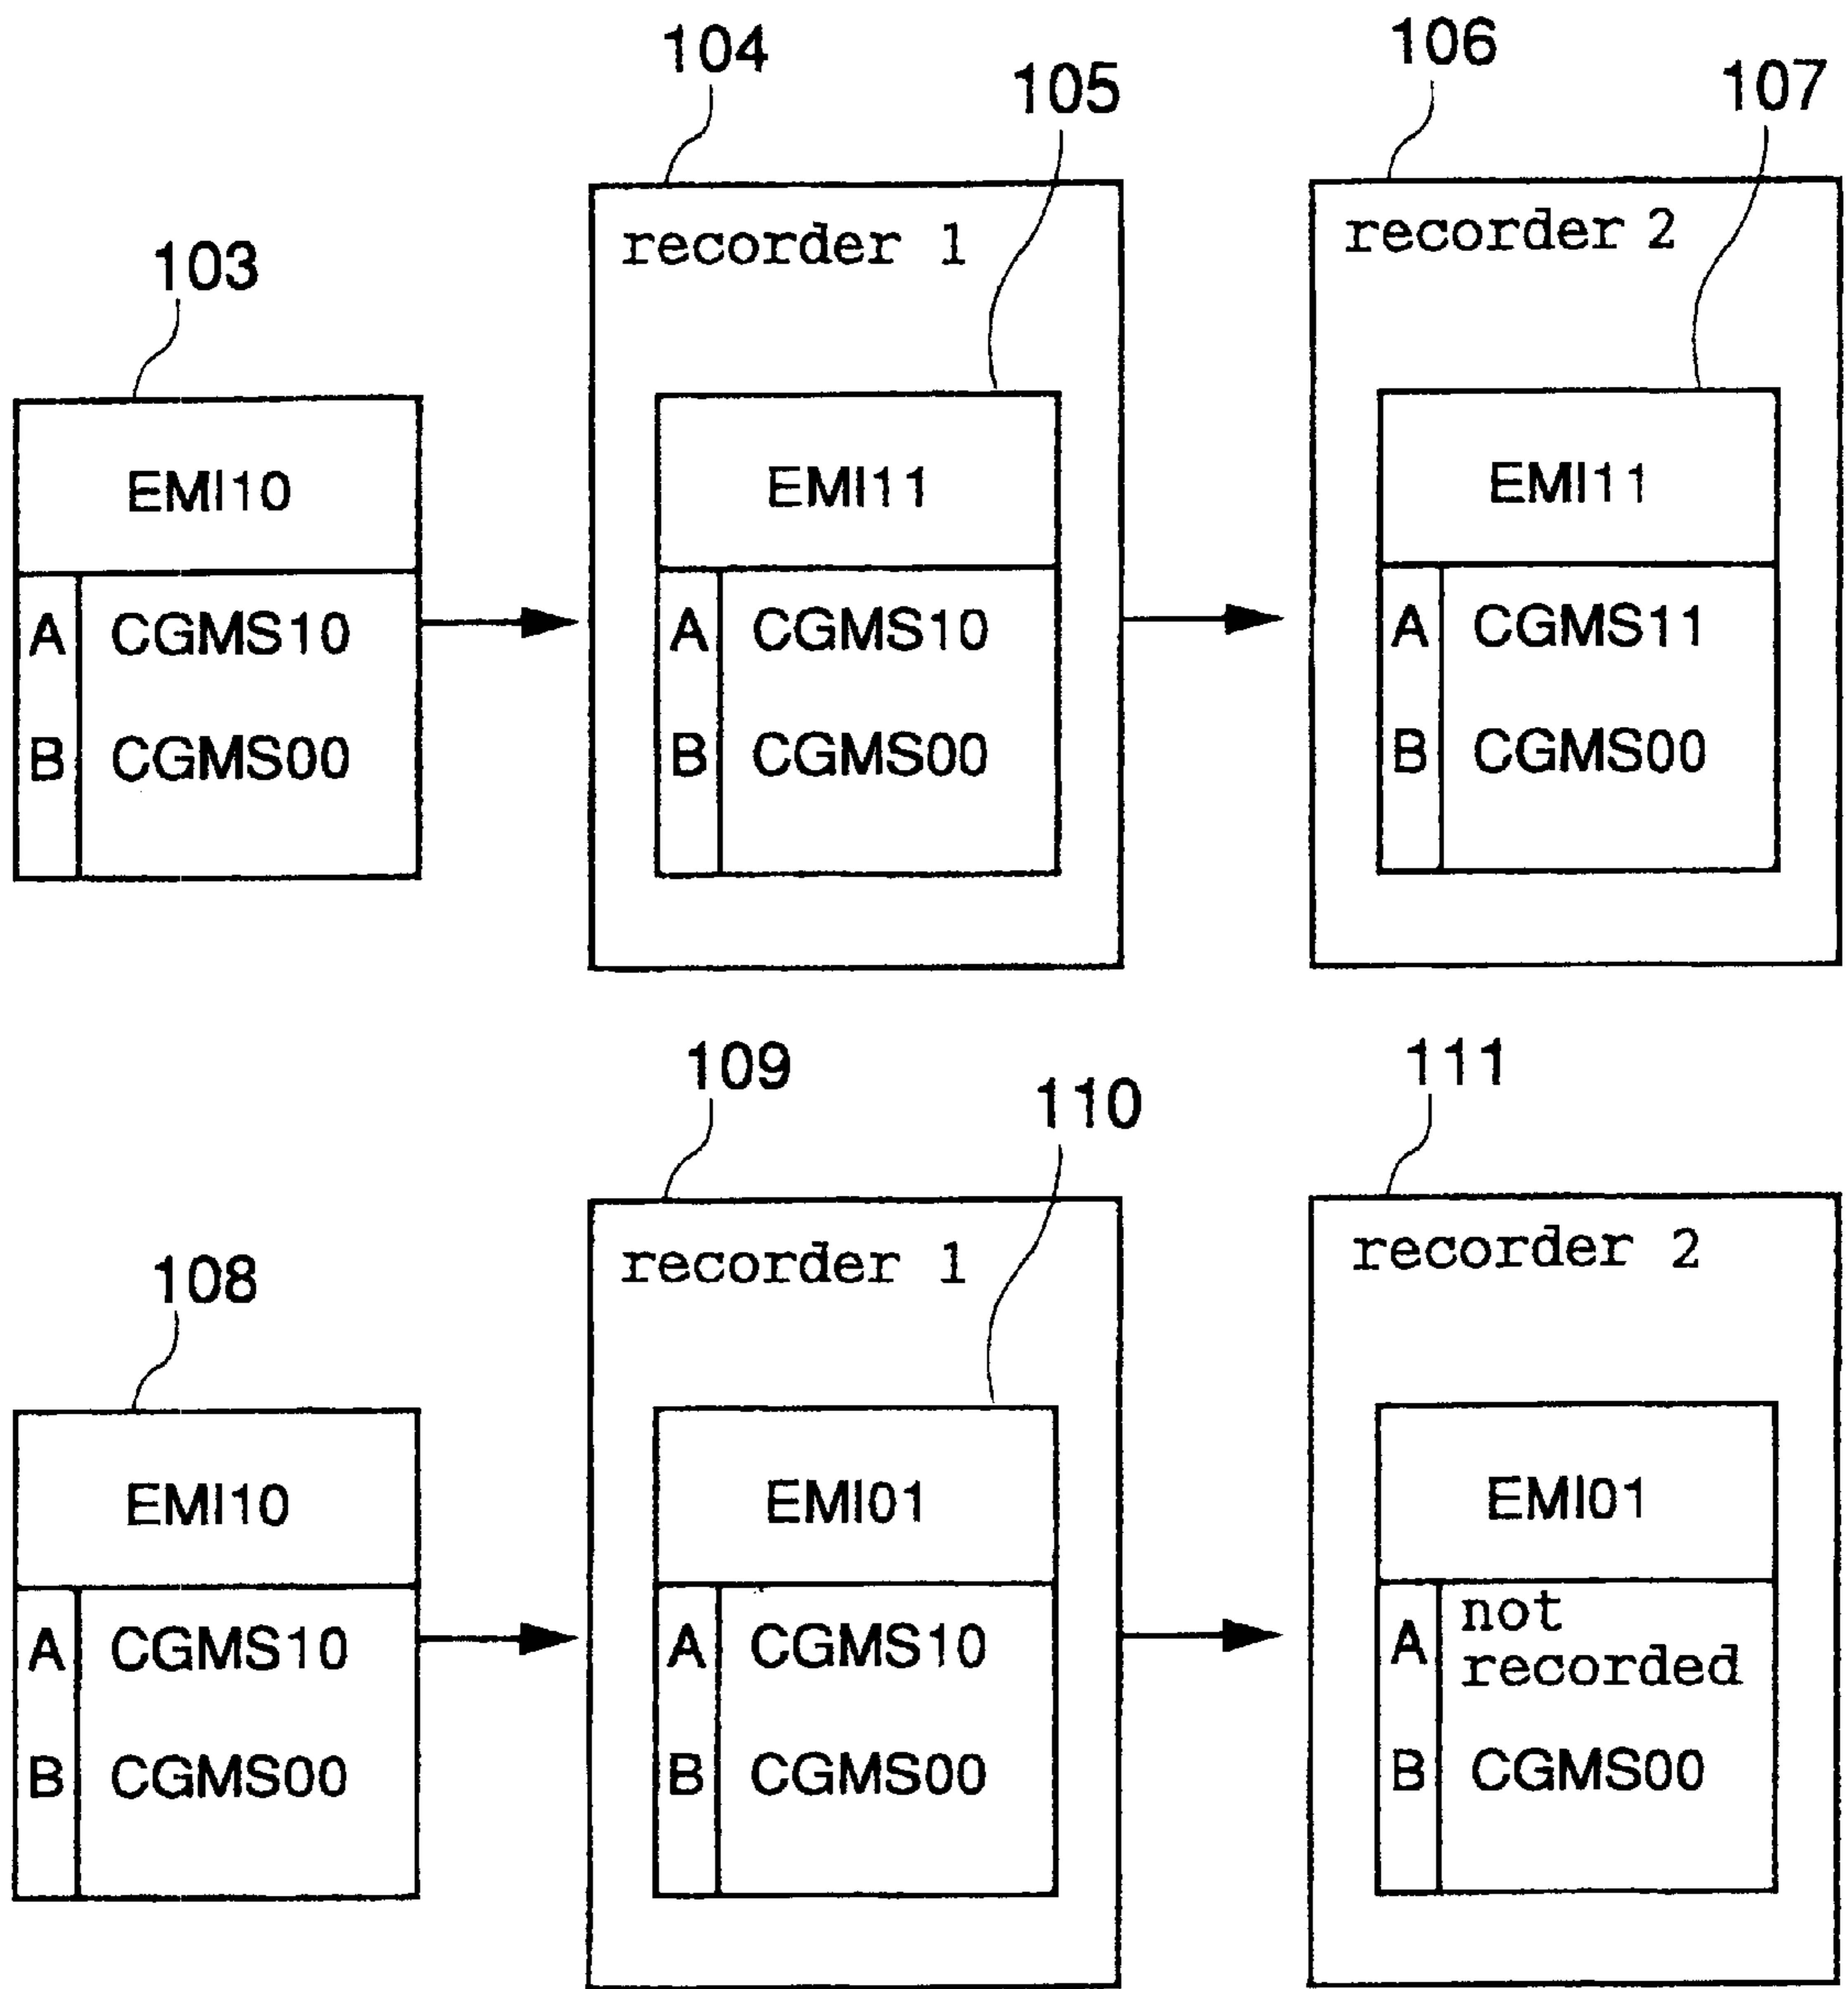 104
106
105
107
recorder 1
recorder 2
103
EMI10
EMI11
EMI11
A CGMS10
A CGMS10
A CGMS11
B CGMS00
B CGMS00
B CGMS00
109
111
110
recorder 1
recorder 2
108
EMI10
EMI01
EMI01
A CGMS10
A CGMS10
A not
recorded
B CGMS00
B CGMS00
B CGMS00